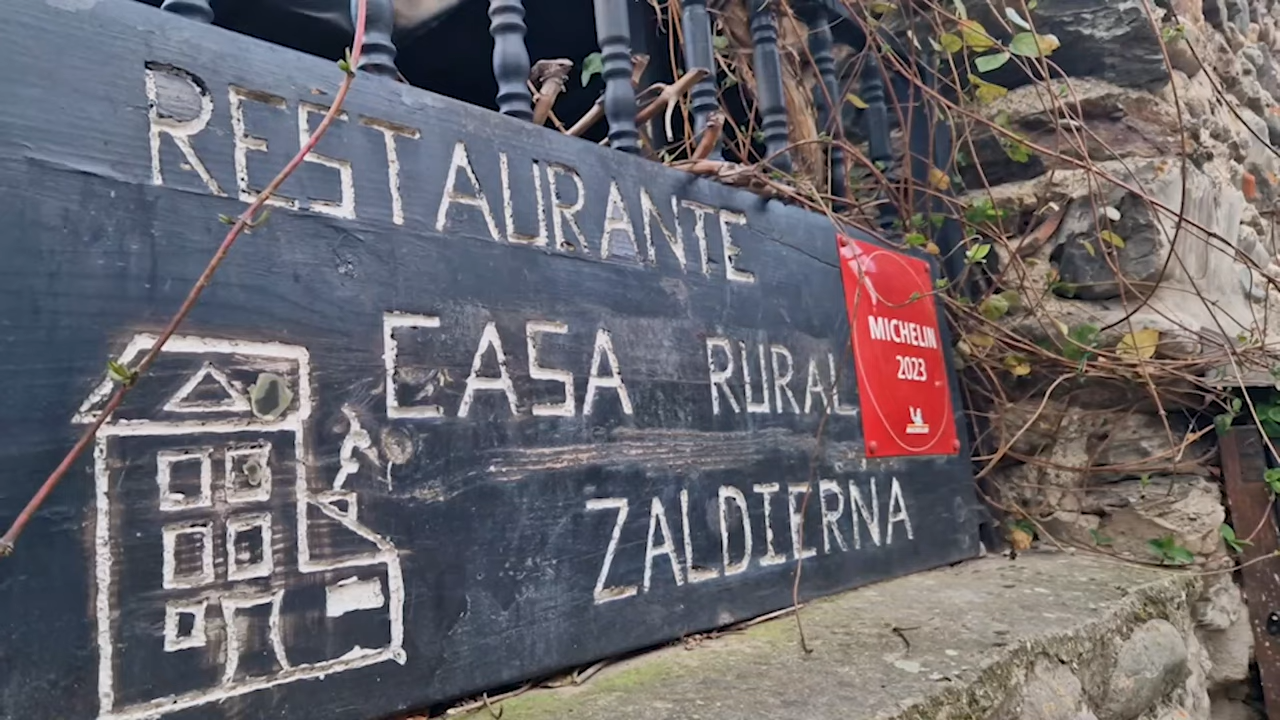 RESTAURANTE
CASA RURAL
ZALDIERNA
MICHELIN
2023